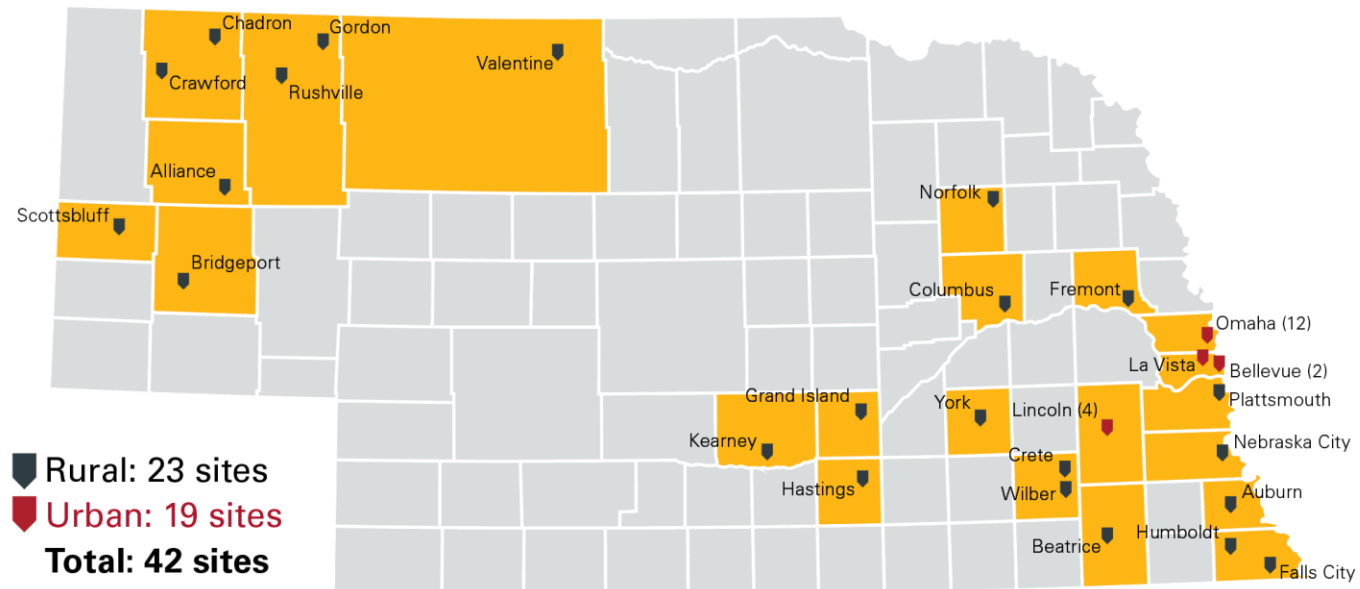 Chadron
Gordon
Valentine
Crawford
Rushville
Alliance
Scottsbluff
Bridgeport
Norfolk
Columbus
Fremont
Omaha (12)
La Vista
Bellevue (2)
Plattsmouth
Grand Island
York
Lincoln (4)
Kearney
Nebraska City
Crete
Hastings
Wilber
Auburn
Beatrice
Humboldt
Falls City
Rural: 23 sites
Urban: 19 sites
Total: 42 sites